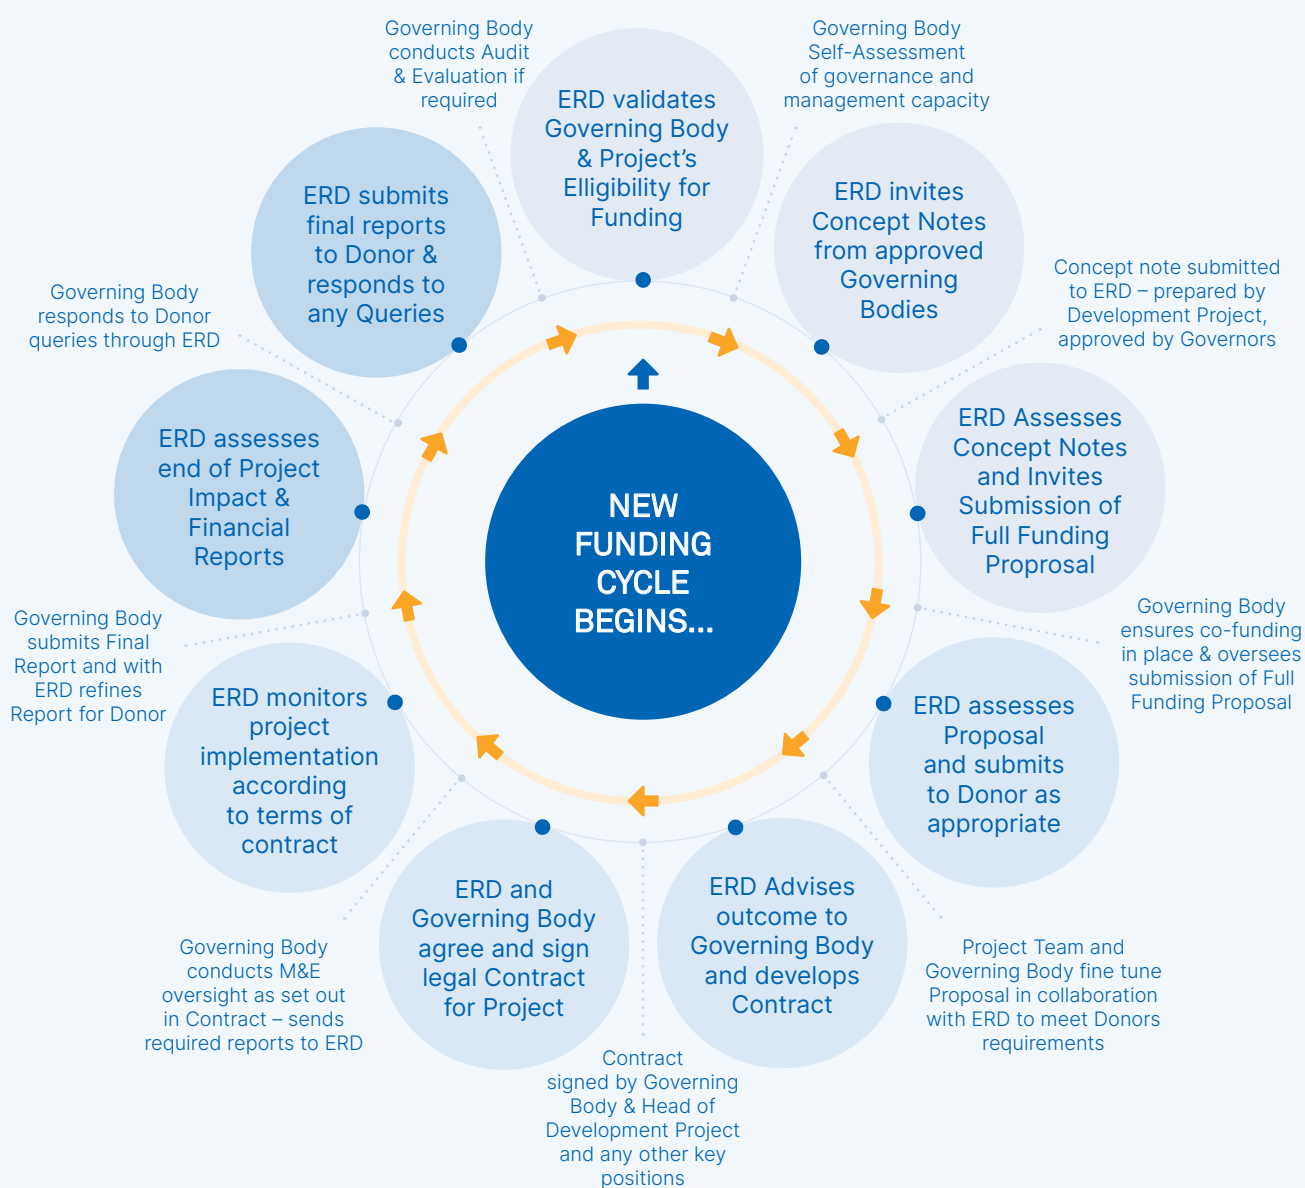 Governing Body
conducts Audit
& Evaluation if
required
ERD validates
Governing Body
& Project's
Elligibility for
Funding
Governing Body
Self-Assessment
of governance and
management capacity
ERD invites
Concept Notes
from approved
Governing
Bodies
Concept note submitted
to ERD – prepared by
Development Project,
approved by Governors
ERD Assesses
Concept Notes
and Invites
Submission of
Full Funding
Proprosal
Governing Body
ensures co-funding
in place & oversees
submission of Full
Funding Proposal
ERD assesses
Proposal
and submits
to Donor as
appropriate
Project Team and
Governing Body fine tune
Proposal in collaboration
with ERD to meet Donors
requirements
ERD Advises
outcome to
Governing Body
and develops
Contract
Contract
signed by Governing
Body & Head of
Development Project
and any other key
positions
ERD and
Governing Body
agree and sign
legal Contract
for Project
Governing Body
conducts M&E
oversight as set out
in Contract – sends
required reports to ERD
ERD monitors
project
implementation
according
to terms of
contract
Governing Body
submits Final
Report and with
ERD refines
Report for Donor
ERD assesses
end of Project
Impact &
Financial
Reports
Governing Body
responds to Donor
queries through ERD
ERD submits
final reports
to Donor &
responds to
any Queries
NEW
FUNDING
CYCLE
BEGINS...